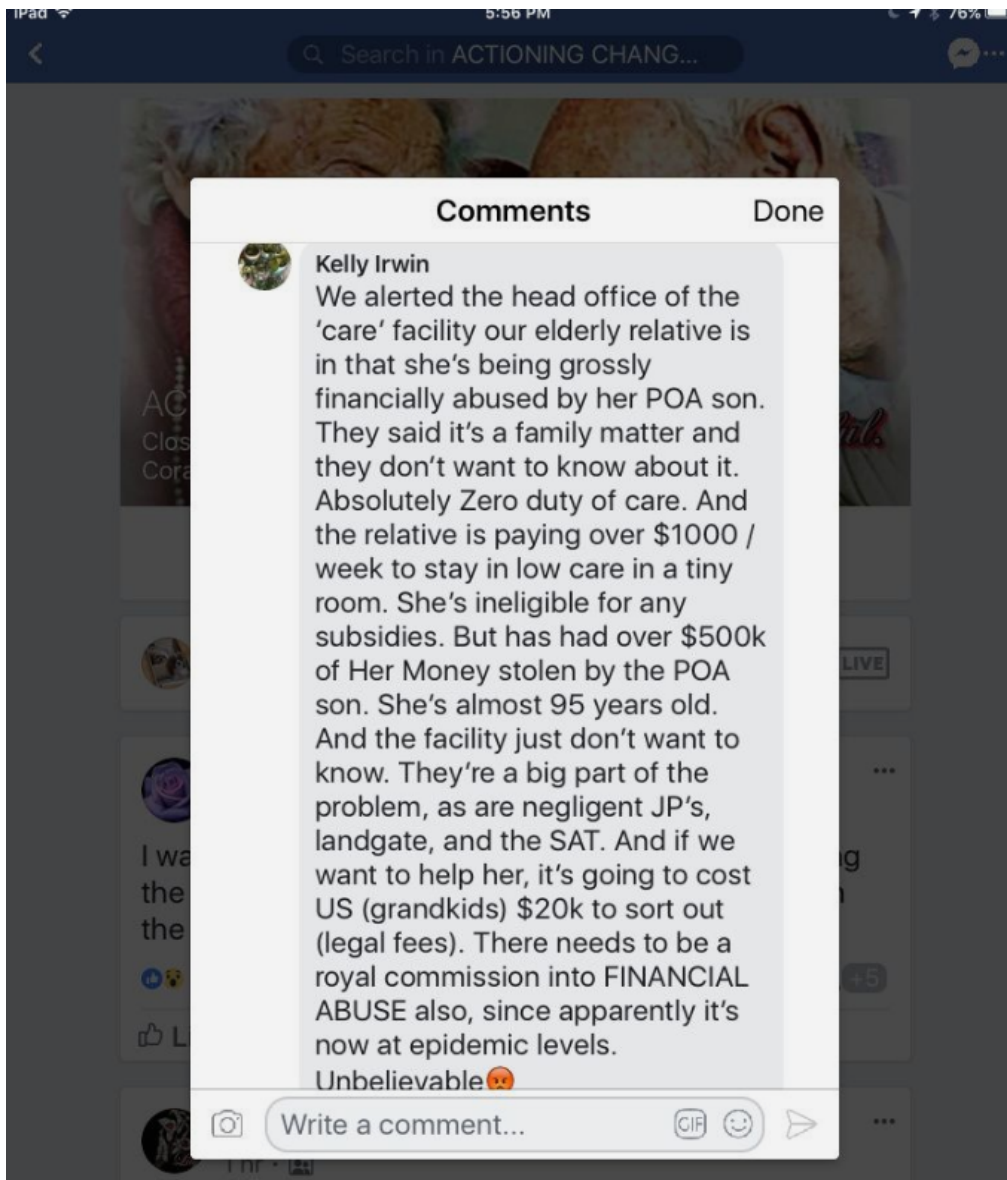 iPad
5:56 PM
76%
Search in ACTIONING CHANG...
Comments
Done
Kelly Irwin
We alerted the head office of the
‘care’ facility our elderly relative is
in that she’s being grossly
financially abused by her POA son.
They said it’s a family matter and
they don’t want to know about it.
Absolutely Zero duty of care. And
the relative is paying over $1000 /
week to stay in low care in a tiny
room. She’s ineligible for any
subsidies. But has had over $500k
of Her Money stolen by the POA
son. She’s almost 95 years old.
And the facility just don’t want to
know. They’re a big part of the
problem, as are negligent JP’s,
landgate, and the SAT. And if we
want to help her, it’s going to cost
US (grandkids) $20k to sort out
(legal fees). There needs to be a
royal commission into FINANCIAL
ABUSE also, since apparently it’s
now at epidemic levels.
Unbelievable😡
LIVE
I wa
the
the
+5
Write a comment...
GIF
1 hr